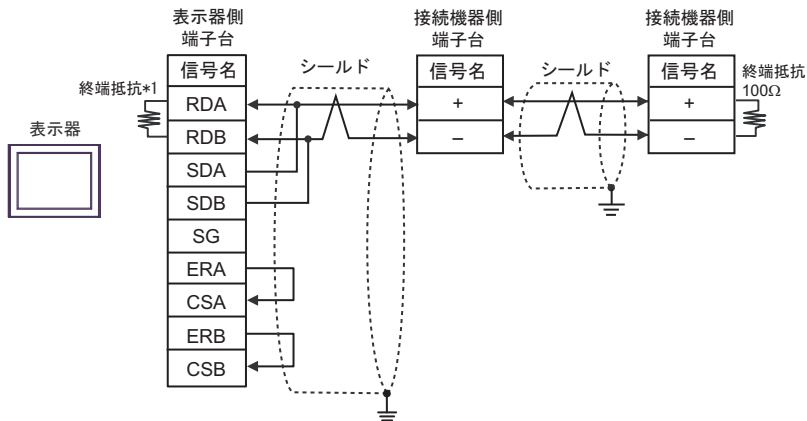 表示器側
端子台
接続機器側
端子台
接続機器側
端子台
信号名
シールド
信号名
シールド
信号名
終端抵抗
100Ω
終端抵抗*1
RDA
+
+
表示器
RDB
−
−
SDA
SDB
SG
ERA
CSA
ERB
CSB